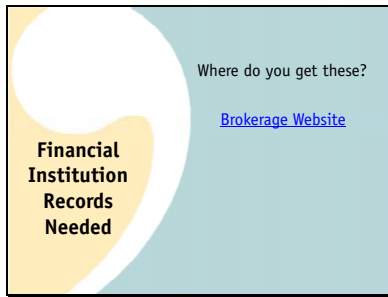 Where do you get these?
Brokerage Website
Financial
Institution
Records
Needed